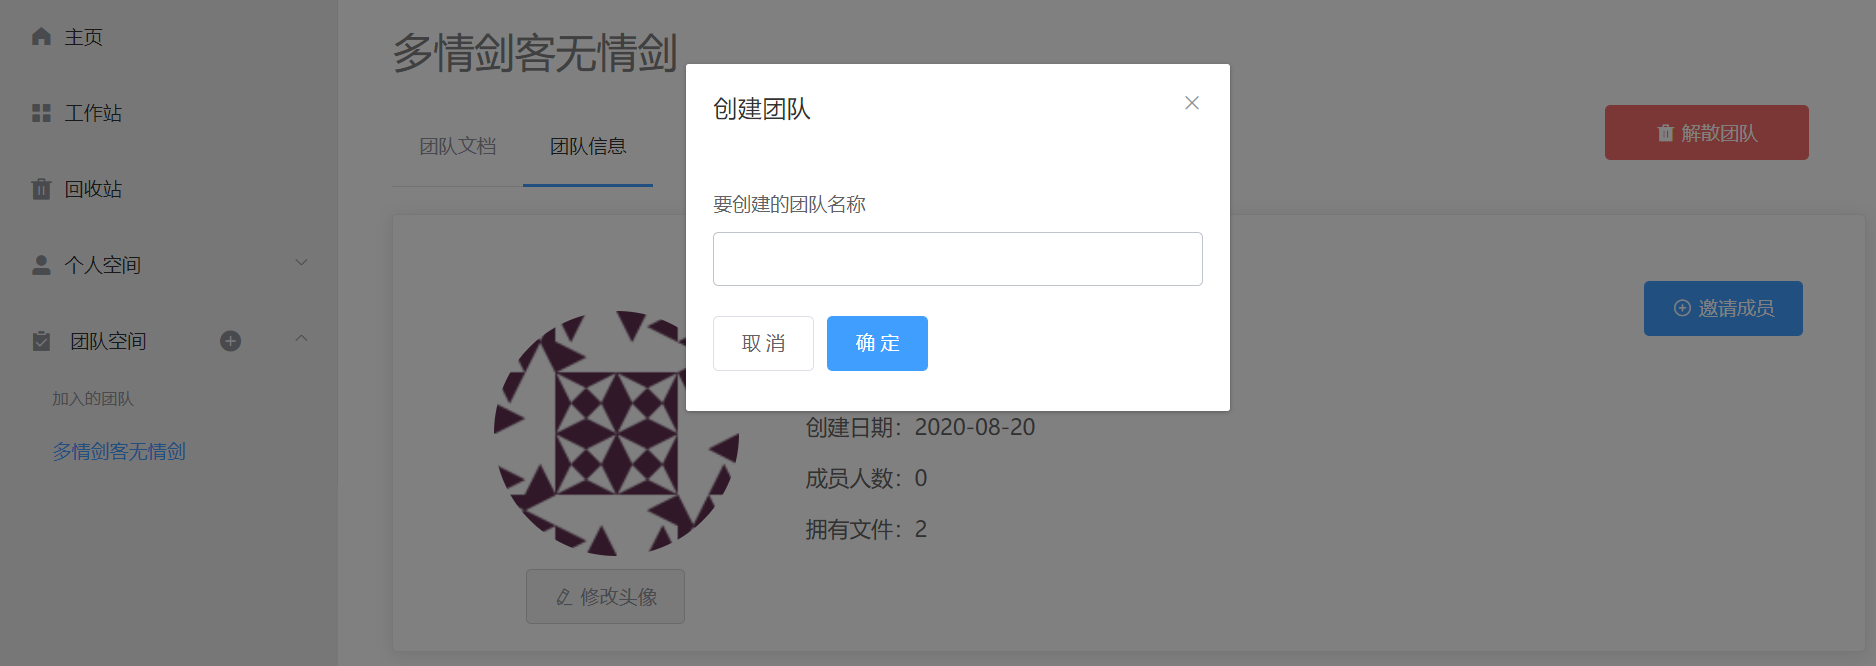 主页
工作站
回收站
个人空间
团队空间
加入的团队
多情剑客无情剑
多情剑客无情剑
团队文档
团队信息
解散团队
邀请成员
创建团队
要创建的团队名称
取 消
确 定
创建日期：2020-08-20
成员人数：0
拥有文件：2
修改头像